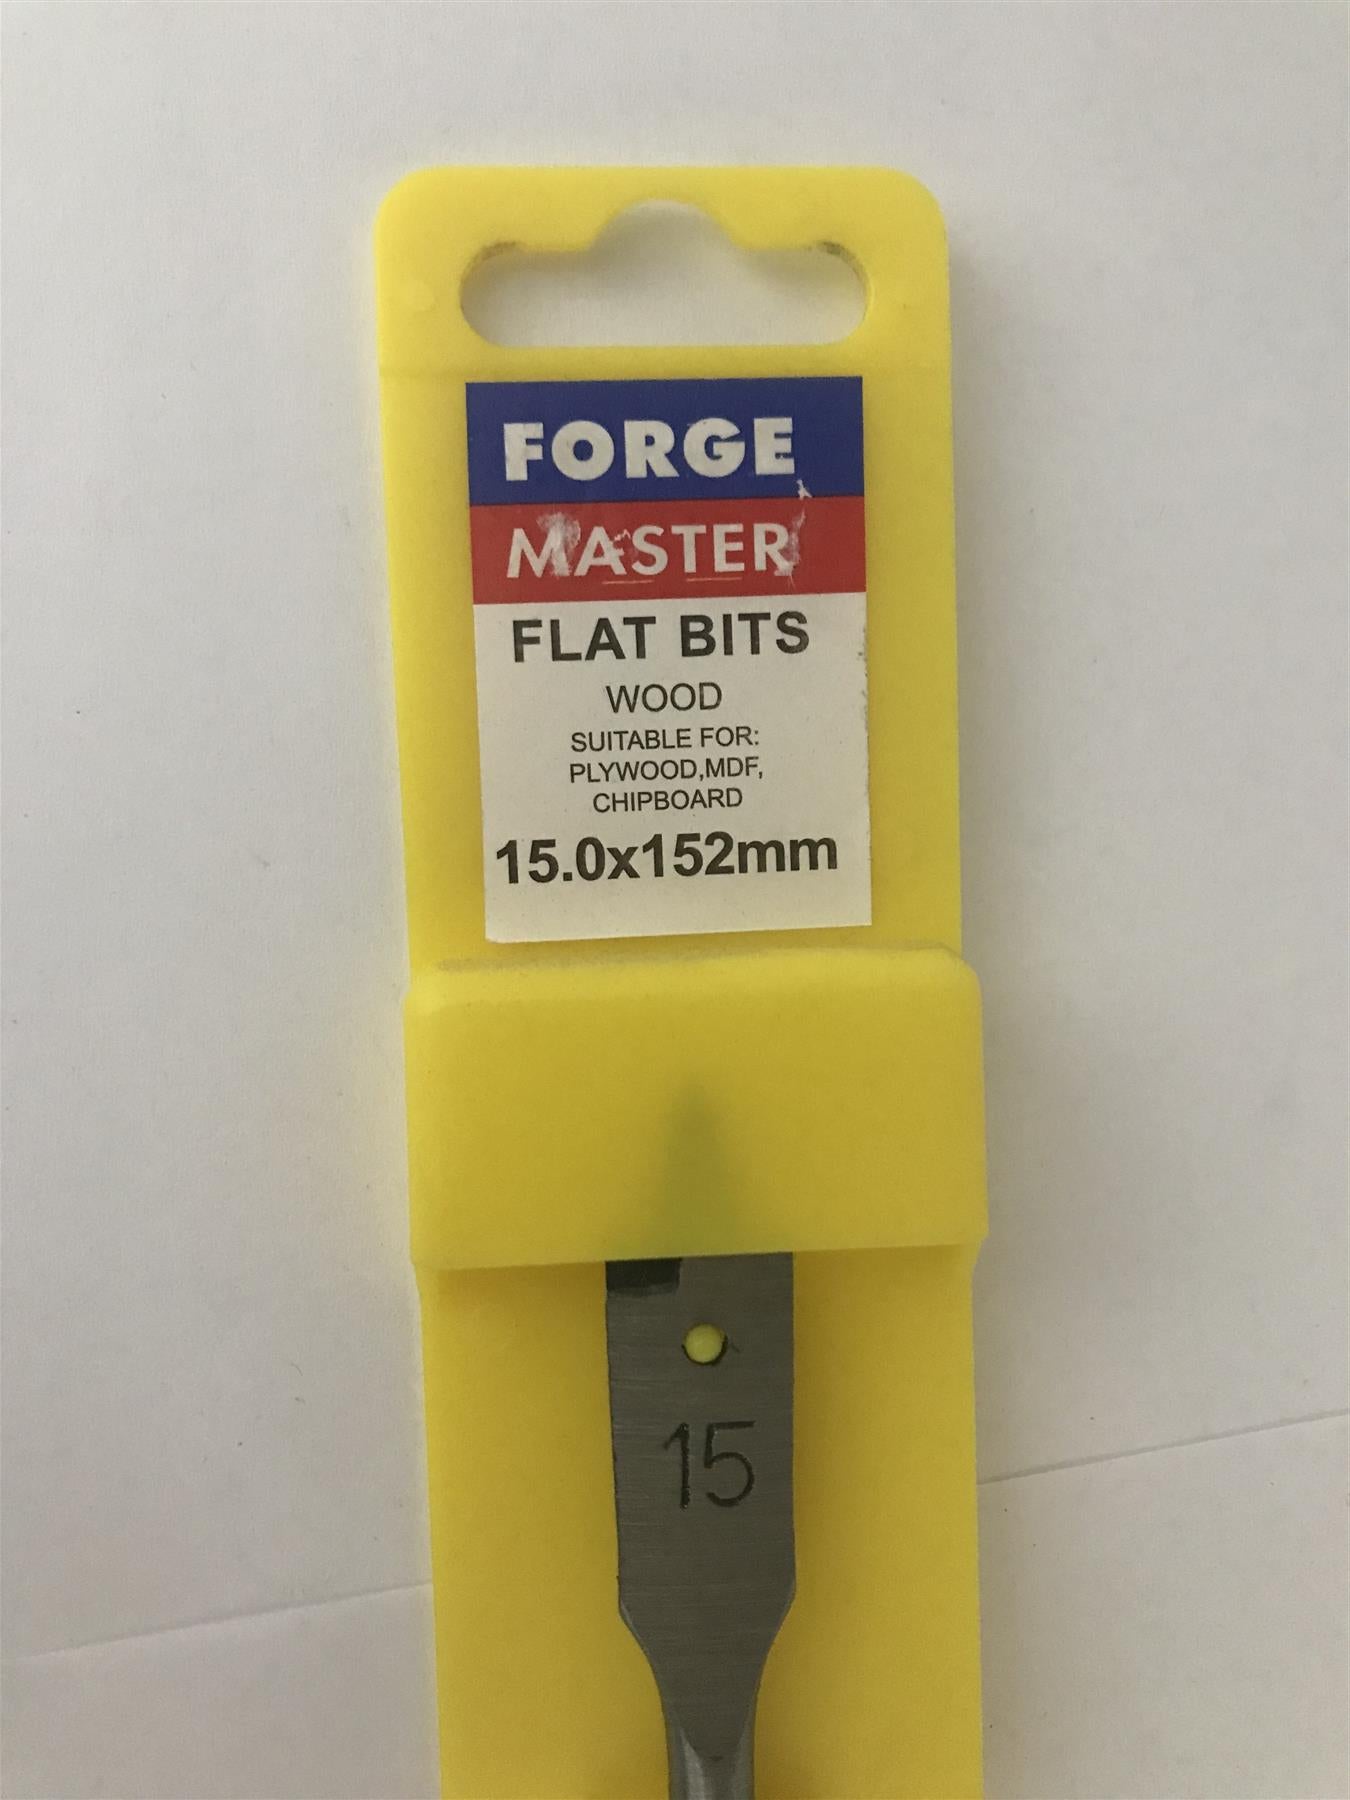 FORGE
MASTER
FLAT BITS
WOOD
SUITABLE FOR:
PLYWOOD,MDF,
CHIPBOARD
15.0x152mm
15